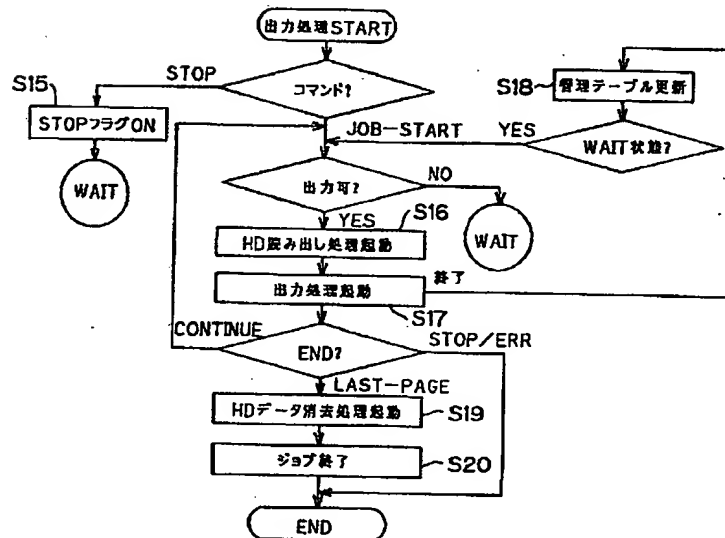 出力処理START
STOP
コマンド?
S15
STOPフラグON
WAIT
S18
管理テーブル更新
JOB-START
YES
WAIT状態?
出力可?
NO
WAIT
YES
S16
HD読み出し処理起動
出力処理起動
終了
S17
CONTINUE
END?
STOP/ERR
LAST-PAGE
HDデータ消去処理起動
S19
ジョブ終了
S20
END